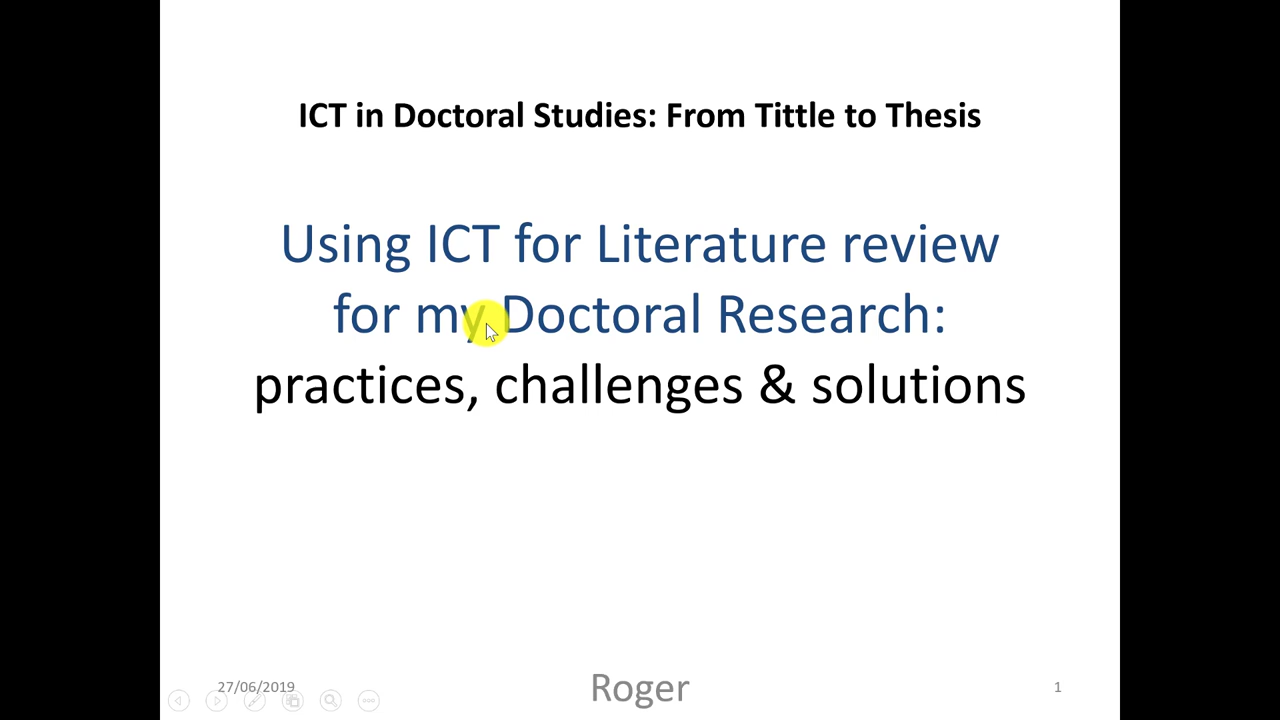 ICT in Doctoral Studies: From Tittle to Thesis
Using ICT for Literature review
for my Doctoral Research:
practices, challenges & solutions
27/06/2019
Roger
1